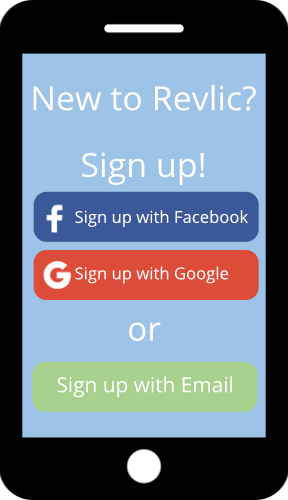 New to Revlic?
Sign up!
Sign up with Facebook
Sign up with Google
or
Sign up with Email